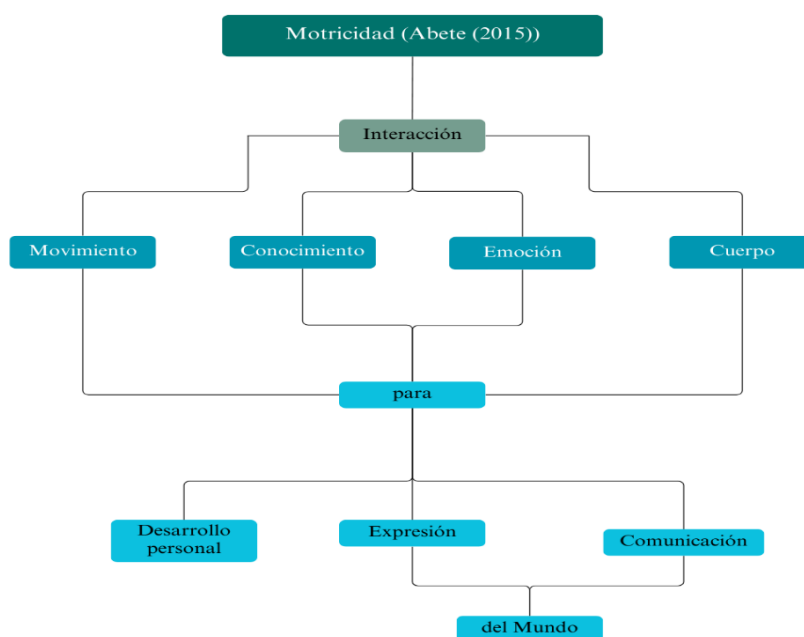 Motricidad (Abete (2015))
Interacción
Movimiento
Conocimiento
Emoción
Cuerpo
para
Desarrollo
personal
Expresión
Comunicación
del Mundo